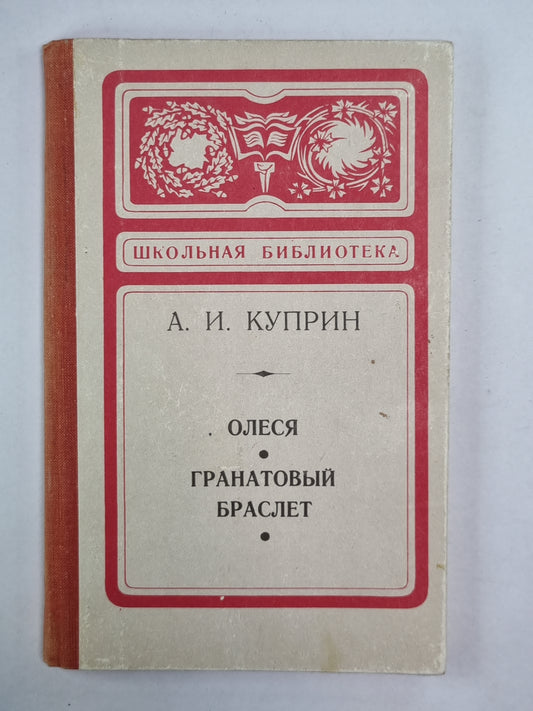 ШКОЛЬНАЯ БИБЛИОТЕКА
А. И. КУПРИН
ОЛЕСЯ
ГРАНАТОВЫЙ
БРАСЛЕТ